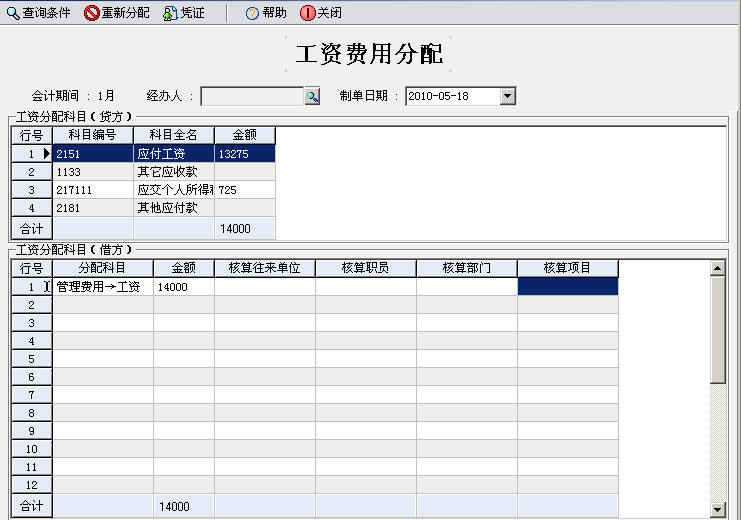 查询条件 重新分配 凭证 帮助 关闭
工资费用分配
会计期间 : 1月 经办人 : 制单日期 : 2010-05-18
工资分配科目(贷方)
行号 科目编号 科目全名 金额
1 2151 应付工资 13275
2 1133 其它应收款
3 217111 应交个人所得 725
4 2181 其他应付款
合计 14000
工资分配科目(借方)
行号 分配科目 金额 核算往来单位 核算职员 核算部门 核算项目
1 管理费用→工资 14000
2
3
4
5
6
7
8
9
10
11
12
合计 14000